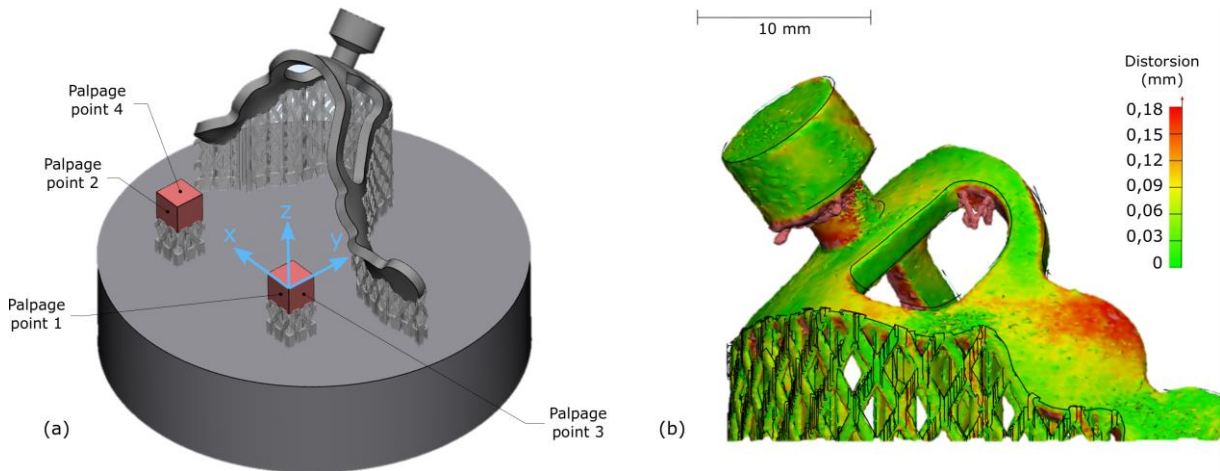 Palpage
point 4
Palpage
point 2
z
x
y
Palpage
point 1
Palpage
point 3
(a)
10 mm
Distorsion
(mm)
0,18
0,15
0,12
0,09
0,06
0,03
0
(b)